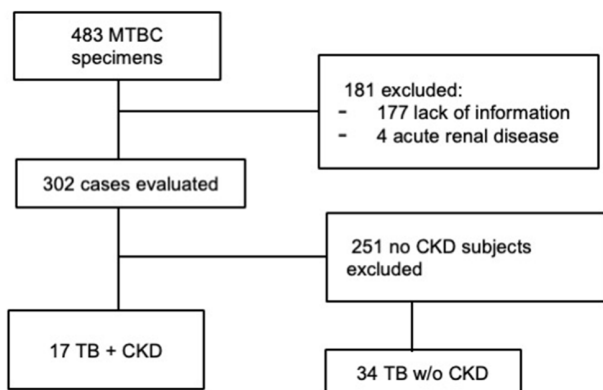 483 MTBC
specimens
181 excluded:
- 177 lack of information
- 4 acute renal disease
302 cases evaluated
251 no CKD subjects
excluded
17 TB + CKD
34 TB w/o CKD